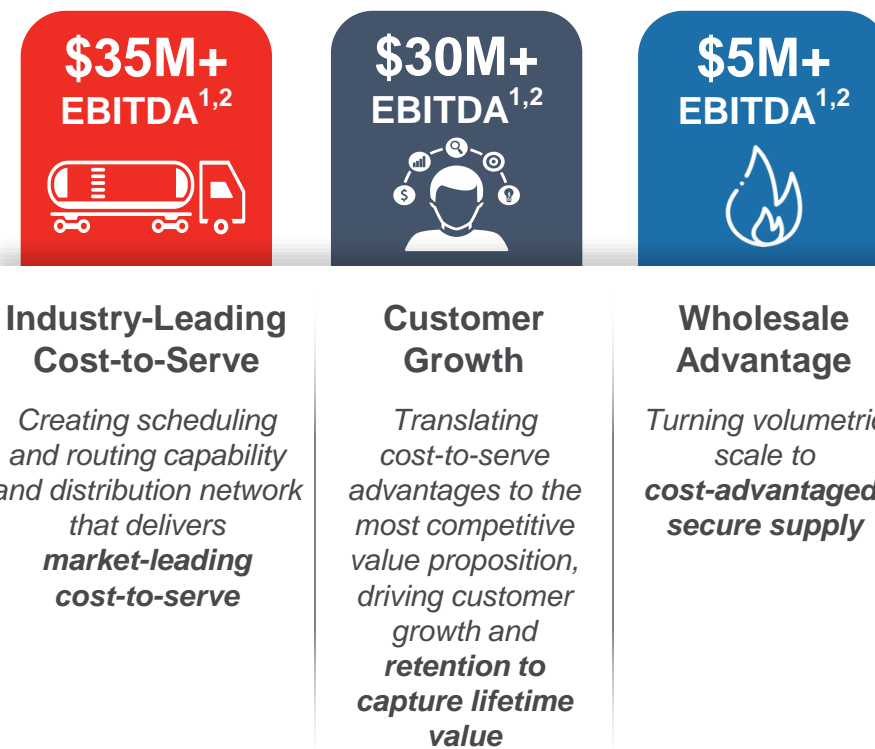 $35M+
EBITDA1,2
Industry-Leading
Cost-to-Serve
Creating scheduling
and routing capability
and distribution network
that delivers
market-leading
cost-to-serve
$30M+
EBITDA1,2
$
Customer
Growth
Translating
cost-to-serve
advantages to the
most competitive
value proposition,
driving customer
growth and
retention to
capture lifetime
value
$5M+
EBITDA1,2
Wholesale
Advantage
Turning volumetric
scale to
cost-advantaged
secure supply